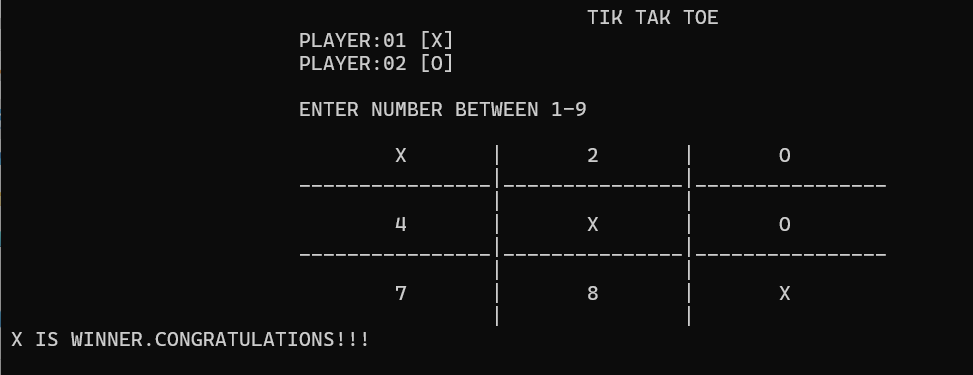 TIK TAK TOE
PLAYER:01 [X]
PLAYER:02 [O]
ENTER NUMBER BETWEEN 1-9
X | 2 | O
4 | X | O
7 | 8 | X
X IS WINNER.CONGRATULATIONS!!!